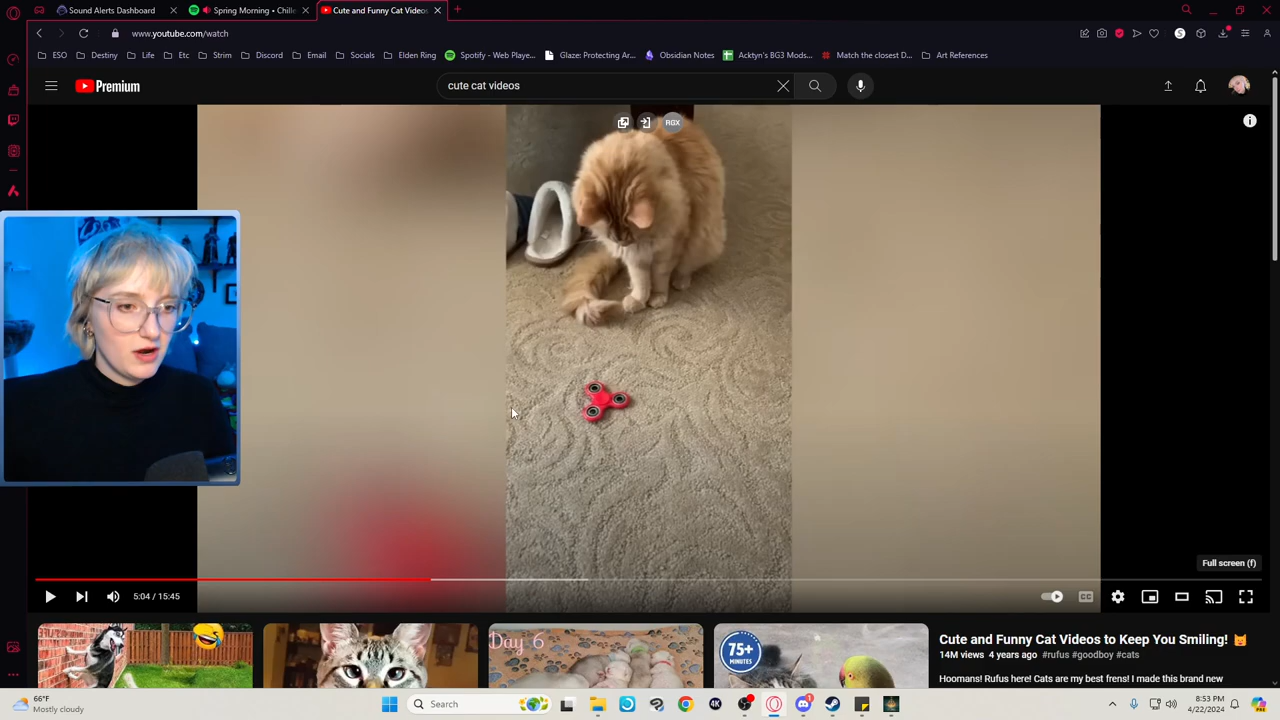 Sound Alerts Dashboard
Spring Morning • Chille
Cute and Funny Cat Videos
www.youtube.com/watch
ESO
Destiny
Life
Etc
Strim
Discord
Email
Socials
Elden Ring
Spotify - Web Playe...
Glaze: Protecting Ar...
Obsidian Notes
Acktyn's BG3 Mods...
Match the closest D...
Art References
Premium
cute cat videos
S
RGX
Full screen (f)
5:04 / 15:45
CC
Day 6
75+
MINUTES
Cute and Funny Cat Videos to Keep You Smiling!
14M views 4 years ago #rufus #goodboy #cats
Hoomans! Rufus here! Cats are my best frens! I made this brand new
66°F
Mostly cloudy
Search
4K
1
8:53 PM
4/22/2024